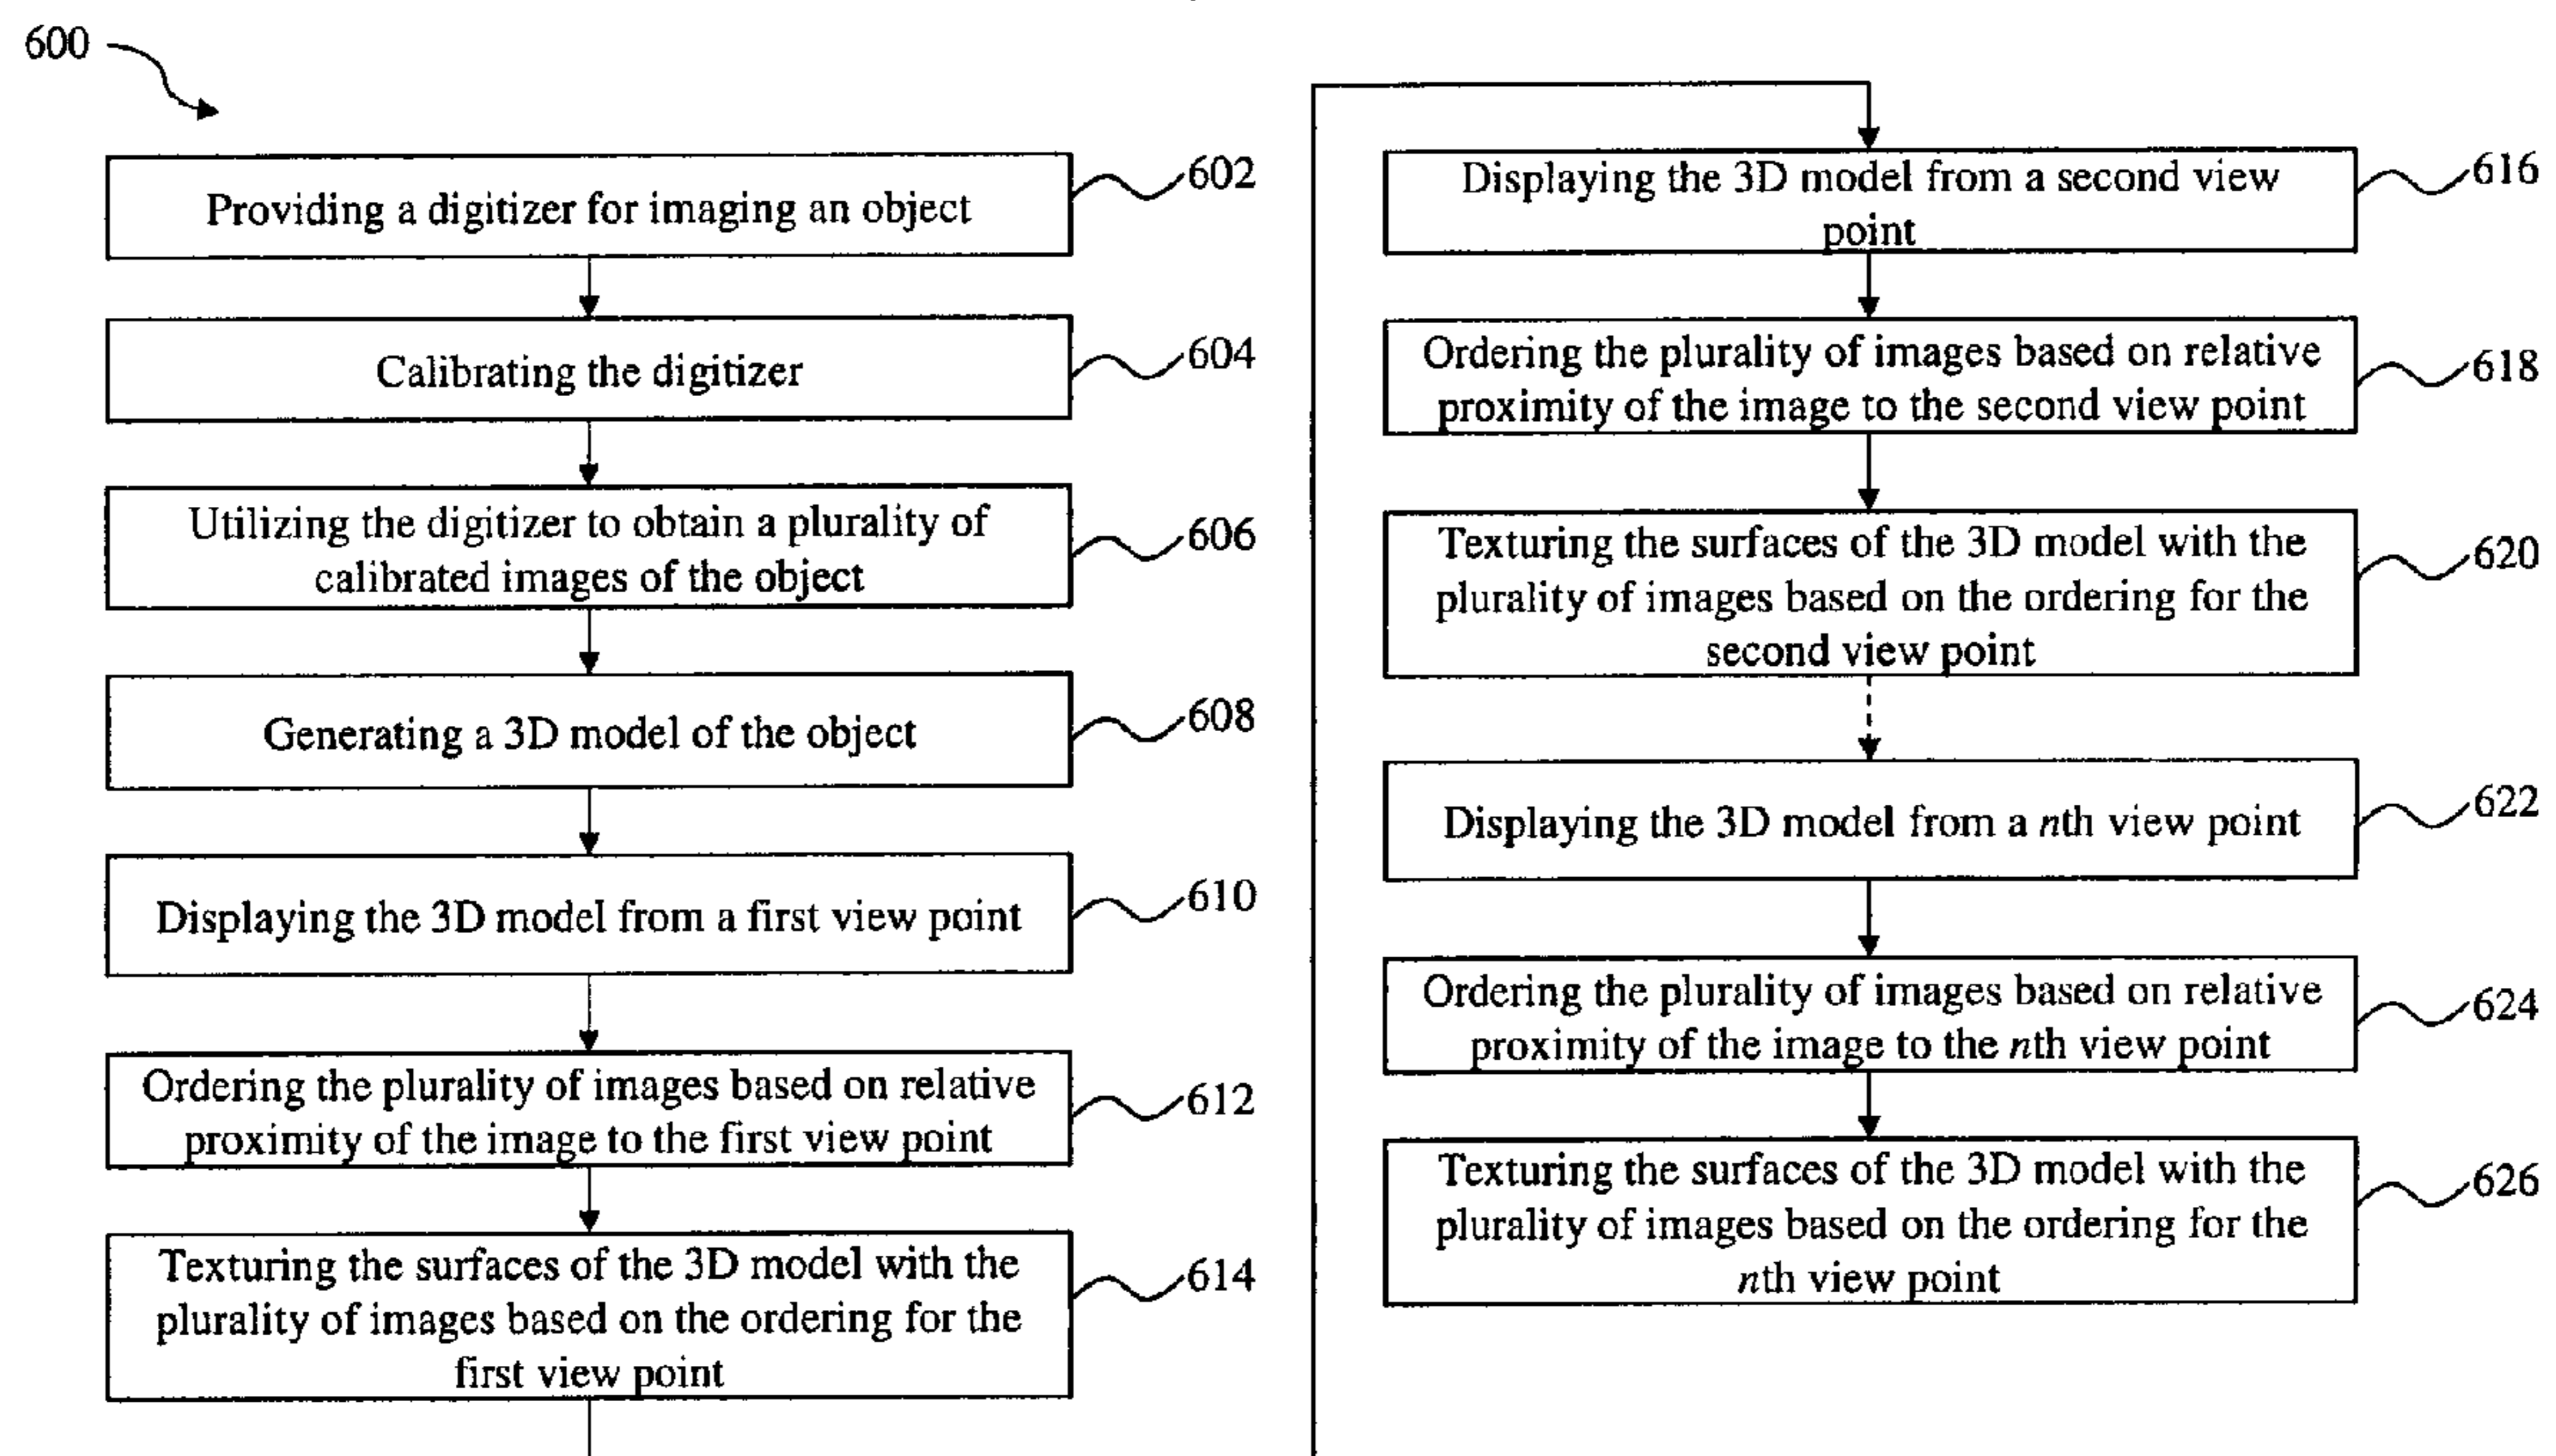 600
Providing a digitizer for imaging an object
602
Calibrating the digitizer
604
Utilizing the digitizer to obtain a plurality of
calibrated images of the object
606
Generating a 3D model of the object
608
Displaying the 3D model from a first view point
610
Ordering the plurality of images based on relative
proximity of the image to the first view point
612
Texturing the surfaces of the 3D model with the
plurality of images based on the ordering for the
first view point
614
Displaying the 3D model from a second view
point
616
Ordering the plurality of images based on relative
proximity of the image to the second view point
618
Texturing the surfaces of the 3D model with the
plurality of images based on the ordering for the
second view point
620
Displaying the 3D model from a nth view point
622
Ordering the plurality of images based on relative
proximity of the image to the nth view point
624
Texturing the surfaces of the 3D model with the
plurality of images based on the ordering for the
nth view point
626